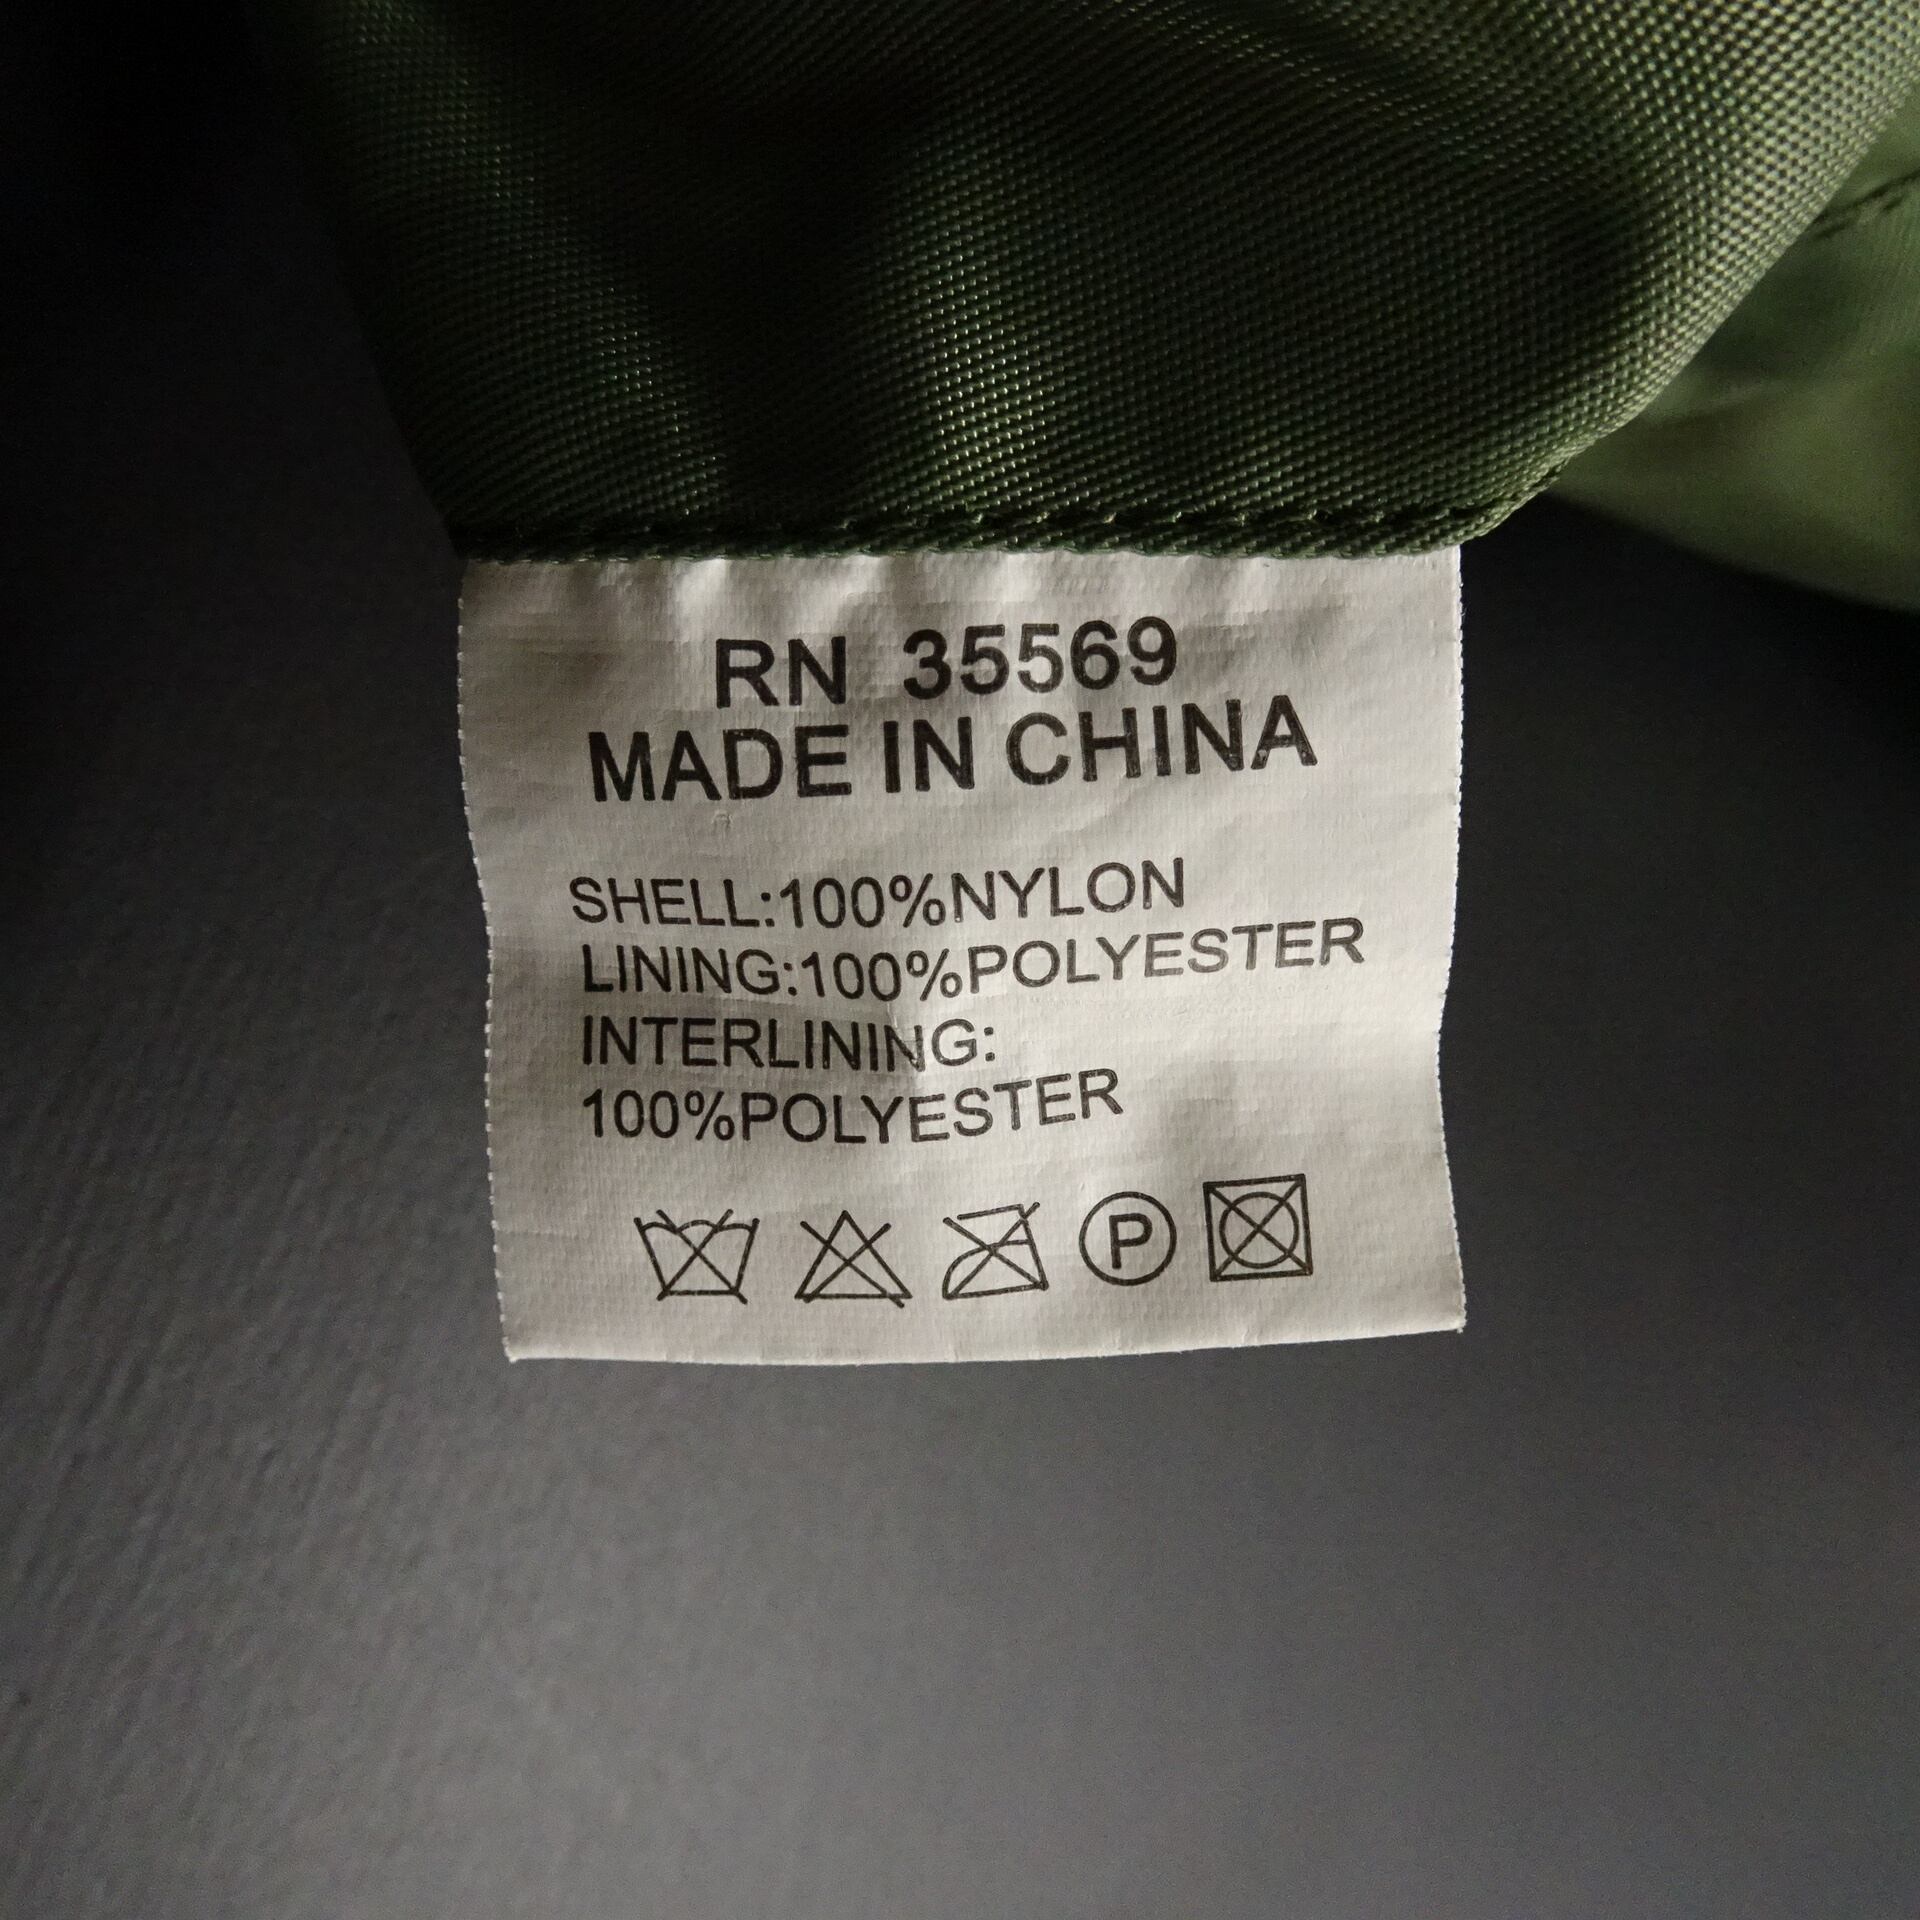 RN 35569
MADE IN CHINA
SHELL:100%NYLON
LINING:100%POLYESTER
INTERLINING:
100%POLYESTER
P